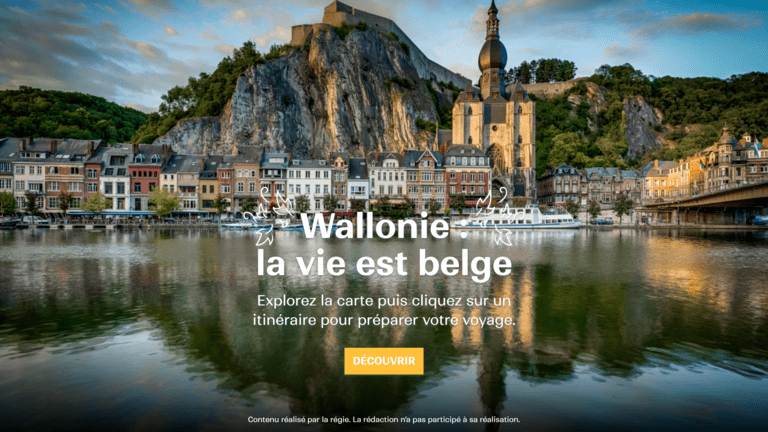 Wallonie :
la vie est belge
Explorez la carte puis cliquez sur un
itinéraire pour préparer votre voyage.
DÉCOUVRIR
Contenu réalisé par la régie. La rédaction n'a pas participé à sa réalisation.